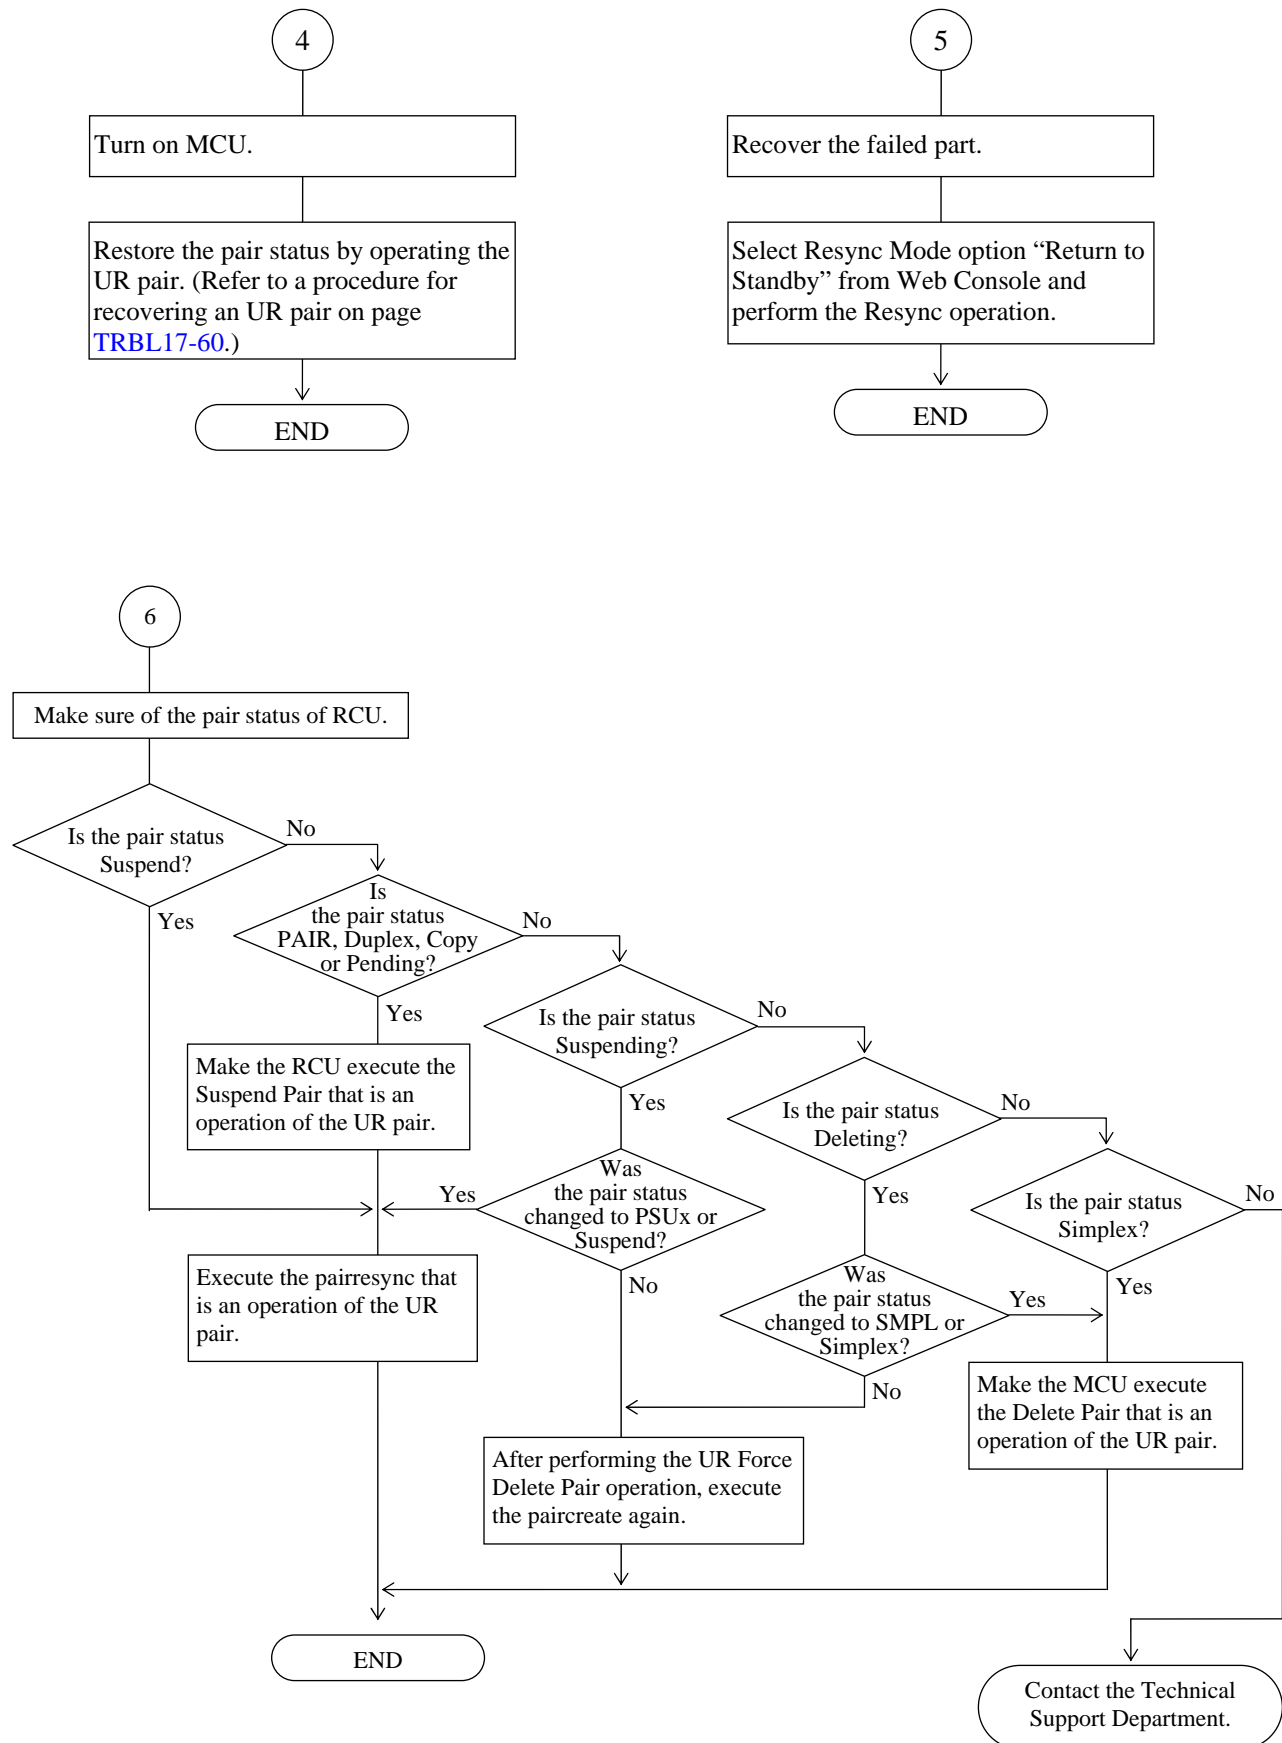 4
Turn on MCU.
Restore the pair status by operating the
UR pair. (Refer to a procedure for
recovering an UR pair on page
TRBL17-60.)
END
5
Recover the failed part.
Select Resync Mode option “Return to
Standby” from Web Console and
perform the Resync operation.
END
6
Make sure of the pair status of RCU.
Is the pair status
Suspend?
No
Yes
Is
the pair status
PAIR, Duplex, Copy
or Pending?
No
Yes
Make the RCU execute the
Suspend Pair that is an
operation of the UR pair.
Is the pair status
Suspending?
No
Yes
Was
the pair status
changed to PSUx or
Suspend?
Yes
No
Execute the pairresync that
is an operation of the UR
pair.
Is the pair status
Deleting?
No
Yes
Was
the pair status
changed to SMPL or
Simplex?
Yes
No
Is the pair status
Simplex?
No
Yes
Make the MCU execute
the Delete Pair that is an
operation of the UR pair.
After performing the UR Force
Delete Pair operation, execute
the paircreate again.
END
Contact the Technical
Support Department.